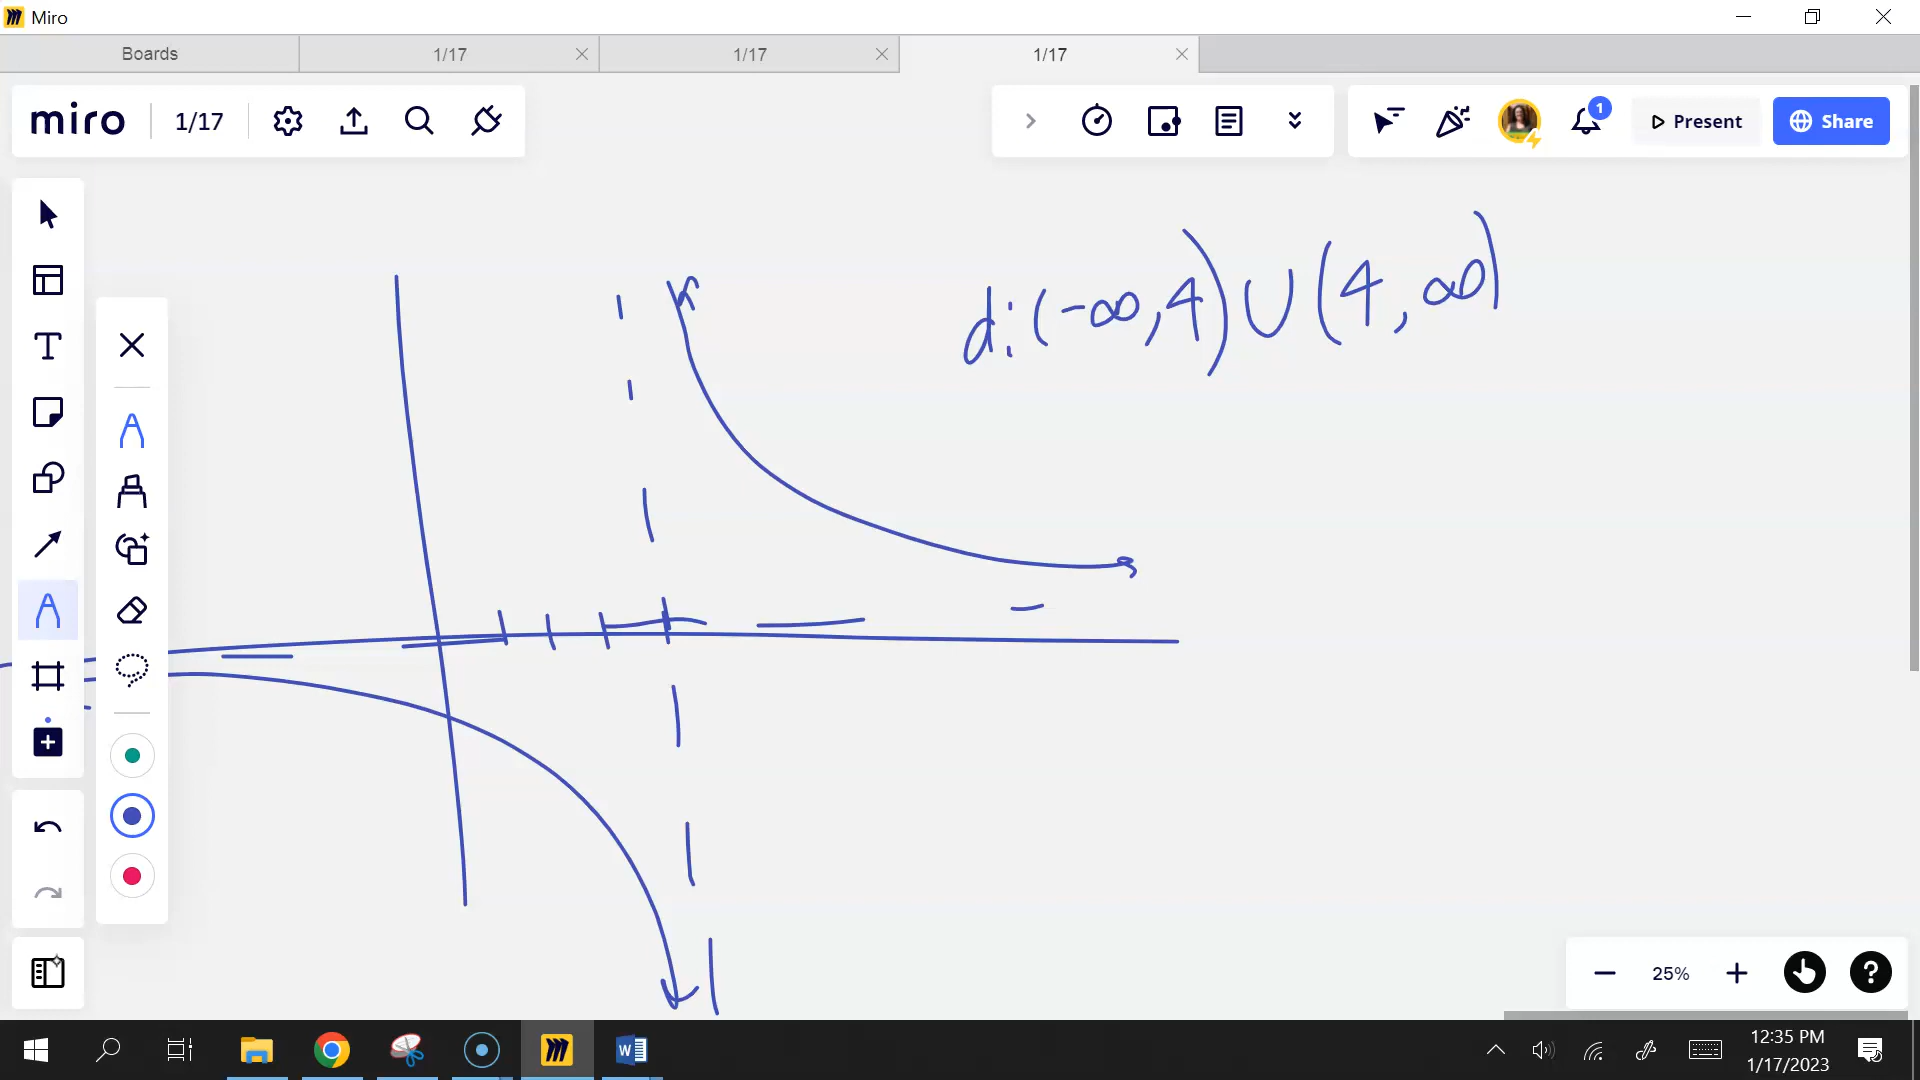 Miro
Boards 1/17 1/17 1/17
miro 1/17 1 Present Share
d: (-∞, 4) ∪ (4, ∞)
25%
12:35 PM
1/17/2023